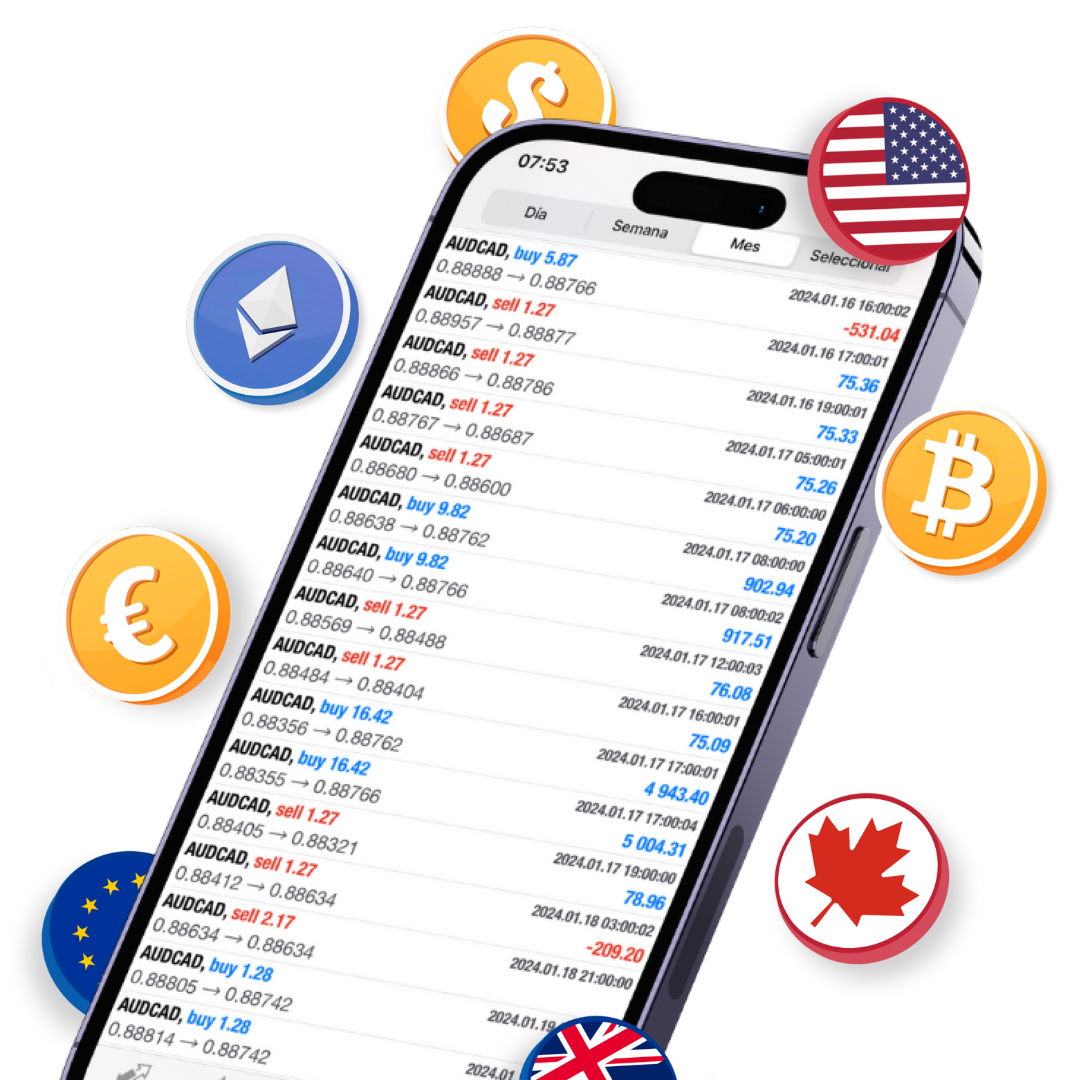 07:53
Día Semana Mes Seleccionar
AUDCAD, buy 5.87 2024.01.16 16:00:02
0.88888 → 0.88766 -531.04
AUDCAD, sell 1.27 2024.01.16 17:00:01
0.88957 → 0.88877 75.36
AUDCAD, sell 1.27 2024.01.16 19:00:01
0.88866 → 0.88786 75.33
AUDCAD, sell 1.27 2024.01.17 05:00:01
0.88767 → 0.88687 75.26
AUDCAD, sell 1.27 2024.01.17 06:00:00
0.88680 → 0.88600 75.20
AUDCAD, buy 9.82 2024.01.17 08:00:00
0.88638 → 0.88762 902.94
AUDCAD, buy 9.82 2024.01.17 08:00:02
0.88640 → 0.88766 917.51
AUDCAD, sell 1.27 2024.01.17 12:00:03
0.88569 → 0.88488 76.08
AUDCAD, sell 1.27 2024.01.17 16:00:01
0.88484 → 0.88404 75.09
AUDCAD, buy 16.42 2024.01.17 17:00:01
0.88356 → 0.88762 4 943.40
AUDCAD, buy 16.42 2024.01.17 17:00:04
0.88355 → 0.88766 5 004.31
AUDCAD, sell 1.27 2024.01.17 19:00:00
0.88405 → 0.88321 78.96
AUDCAD, sell 1.27 2024.01.18 03:00:02
0.88412 → 0.88634 -209.20
AUDCAD, sell 2.17 2024.01.18 21:00:00
0.88634 → 0.88634
AUDCAD, buy 1.28 2024.01.19
0.88805 → 0.88742
AUDCAD, buy 1.28 2024.01
0.88814 → 0.88742